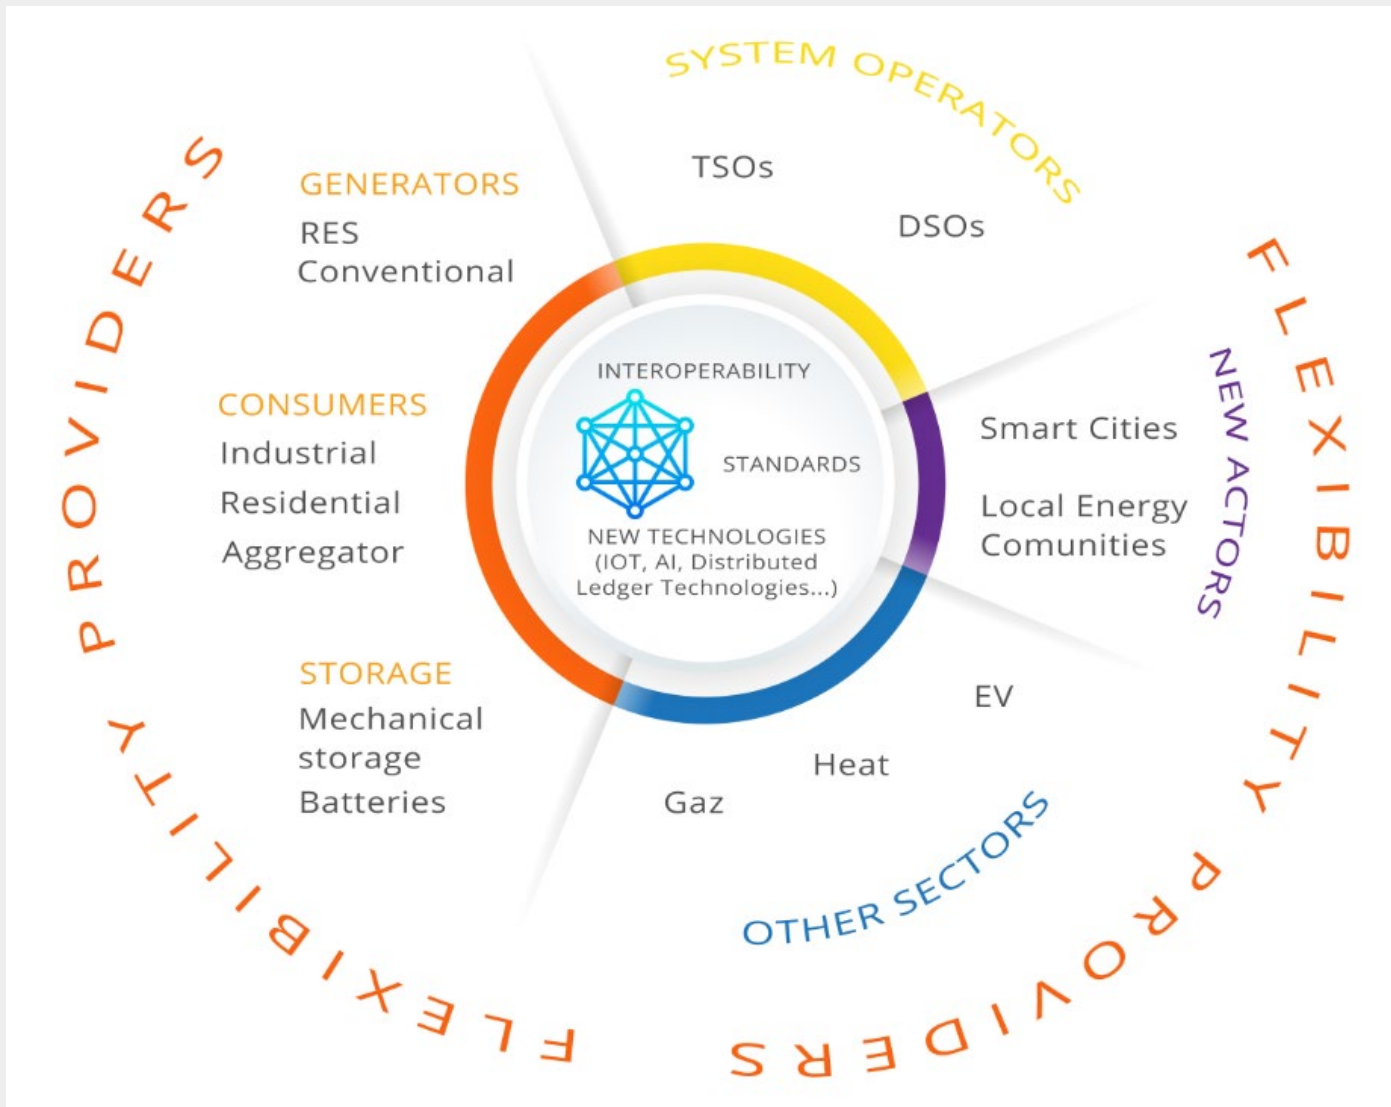 SYSTEM OPERATORS
TSOs
DSOs
FLEXIBILITY PROVIDERS
GENERATORS
RES
Conventional
CONSUMERS
Industrial
Residential
Aggregator
STORAGE
Mechanical
storage
Batteries
INTEROPERABILITY
STANDARDS
NEW TECHNOLOGIES
(IOT, AI, Distributed
Ledger Technologies...)
FLEXIBILITY PROVIDERS
NEW ACTORS
Smart Cities
Local Energy
Comunities
EV
Heat
Gaz
OTHER SECTORS